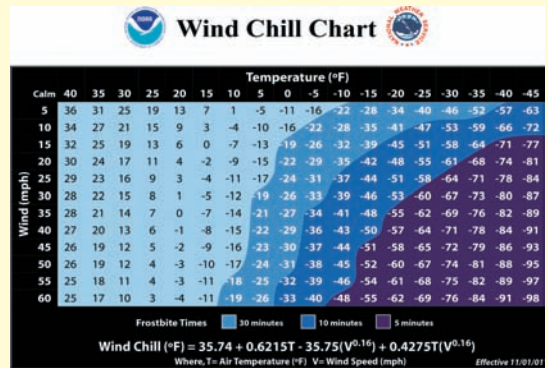 NOAA
Wind Chill Chart
NATIONAL WEATHER SERVICE
Temperature (°F)
Calm 40 35 30 25 20 15 10 5 0 -5 -10 -15 -20 -25 -30 -35 -40 -45
5 36 31 25 19 13 7 1 -5 -11 -16 -22 -28 -34 -40 -46 -52 -57 -63
10 34 27 21 15 9 3 -4 -10 -16 -22 -28 -35 -41 -47 -53 -59 -66 -72
15 32 25 19 13 6 0 -7 -13 -19 -26 -32 -39 -45 -51 -58 -64 -71 -77
20 30 24 17 11 4 -2 -9 -15 -22 -29 -35 -42 -48 -55 -61 -68 -74 -81
25 29 23 16 9 3 -4 -11 -17 -24 -31 -37 -44 -51 -58 -64 -71 -78 -84
30 28 22 15 8 1 -5 -12 -19 -26 -33 -39 -46 -53 -60 -67 -73 -80 -87
35 28 21 14 7 0 -7 -14 -21 -27 -34 -41 -48 -55 -62 -69 -76 -82 -89
40 27 20 13 6 -1 -8 -15 -22 -29 -36 -43 -50 -57 -64 -71 -78 -84 -91
45 26 19 12 5 -2 -9 -16 -23 -30 -37 -44 -51 -58 -65 -72 -79 -86 -93
50 26 19 12 4 -3 -10 -17 -24 -31 -38 -45 -52 -60 -67 -74 -81 -88 -95
55 25 18 11 4 -3 -11 -18 -25 -32 -39 -46 -54 -61 -68 -75 -82 -89 -97
60 25 17 10 3 -4 -11 -19 -26 -33 -40 -48 -55 -62 -69 -76 -84 -91 -98
Wind (mph)
Frostbite Times 30 minutes 10 minutes 5 minutes
Wind Chill (°F) = 35.74 + 0.6215T - 35.75(V0.16) + 0.4275T(V0.16)
Where, T= Air Temperature (°F) V= Wind Speed (mph) Effective 11/01/01